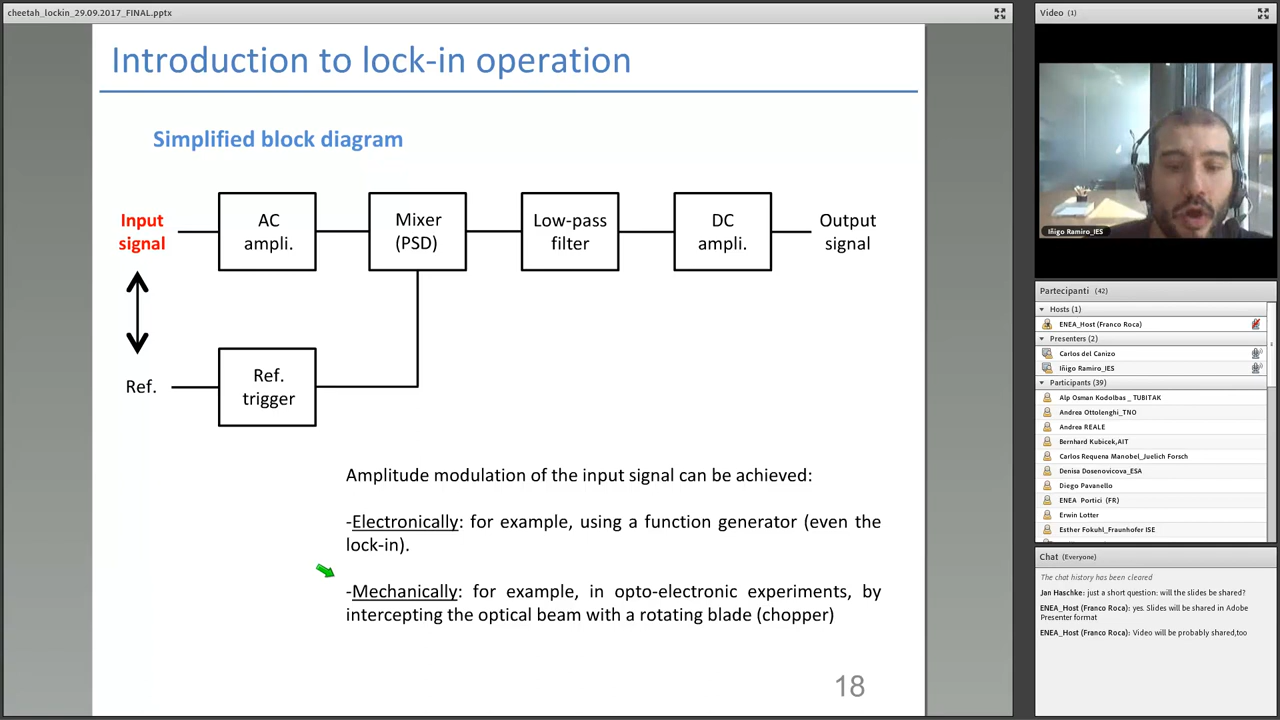 cheetah_lockin_29.09.2017_FINAL.pptx
Introduction to lock-in operation
Simplified block diagram
Input
signal
AC
ampli.
Mixer
(PSD)
Low-pass
filter
DC
ampli.
Output
signal
Ref.
Ref.
trigger
Amplitude modulation of the input signal can be achieved:
-Electronically: for example, using a function generator (even the
lock-in).
-Mechanically: for example, in opto-electronic experiments, by
intercepting the optical beam with a rotating blade (chopper)
18
Video (1)
Iñigo Ramiro_IES
Partecipanti (42)
Hosts (1)
ENEA_Host (Franco Roca)
Presenters (2)
Carlos del Canizo
Iñigo Ramiro_IES
Participants (39)
Alp Osman Kodolbas _ TUBITAK
Andrea Ottolenghi_TNO
Andrea REALE
Bernhard Kubicek,AIT
Carlos Requena Manobel_Juelich Forsch
Denisa Dosenovicova_ESA
Diego Pavanello
ENEA Portici (FR)
Erwin Lotter
Esther Fokuhl_Fraunhofer ISE
Chat (Everyone)
The chat history has been cleared
Jan Haschke: just a short question: will the slides be shared?
ENEA_Host (Franco Roca): yes. Slides will be shared in Adobe
Presenter format
ENEA_Host (Franco Roca): Video will be probably shared,too